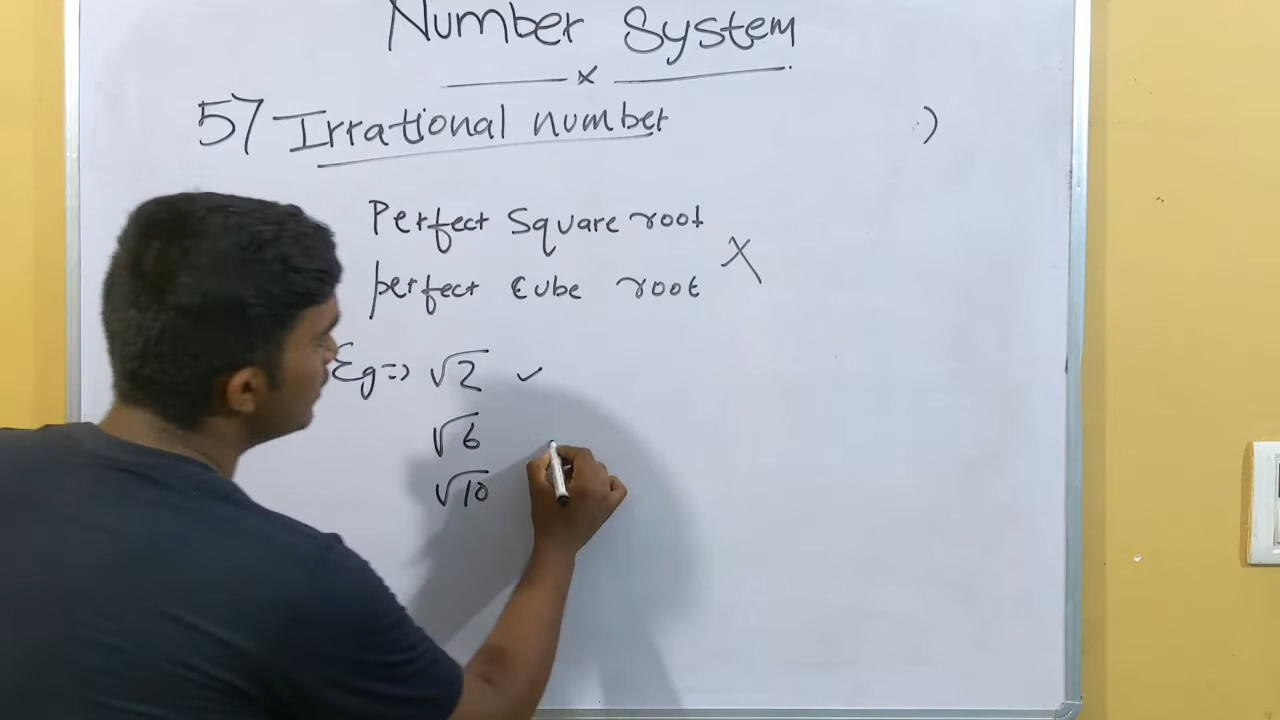 Number System
x
57 Irrational number
)
Perfect Square root
perfect cube root X
Eg => √2 ✓
√6
√10